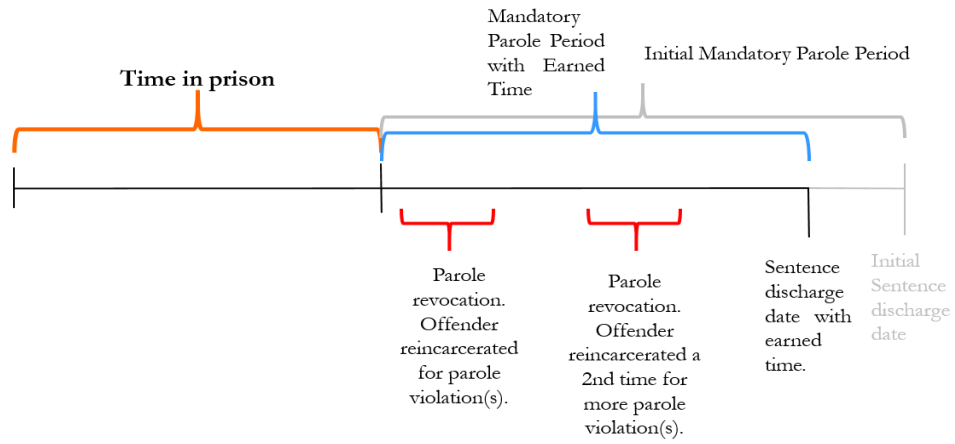 Mandatory
Parole Period
with Earned
Time
Initial Mandatory Parole Period
Time in prison
Parole
revocation.
Offender
reincarcerated
for parole
violation(s).
Parole
revocation.
Offender
reincarcerated a
2nd time for
more parole
violation(s).
Sentence
discharge
date with
earned
time.
Initial
Sentence
discharge
date